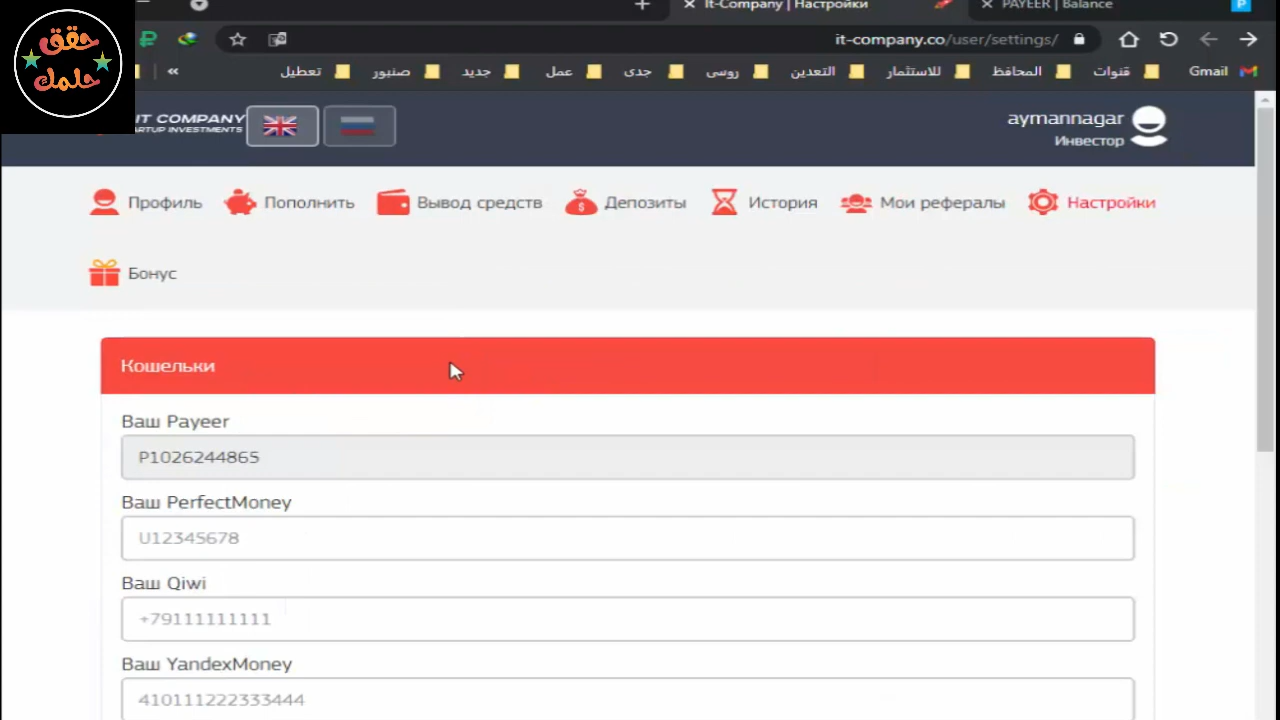 حقق
حلمك
It-Company | Настройки
PAYEER | Balance
it-company.co/user/settings/
»
تعطيل
صنبور
جديد
عمل
جدى
روسى
التعدين
للاستثمار
المحافظ
قنوات
Gmail
IT COMPANY
ARTUP INVESTMENTS
aymannagar
Инвестор
Профиль
Пополнить
Вывод средств
Депозиты
История
Мои рефералы
Настройки
Бонус
Кошельки
Ваш Payeer
P1026244865
Ваш PerfectMoney
U12345678
Ваш Qiwi
+79111111111
Ваш YandexMoney
410111222333444